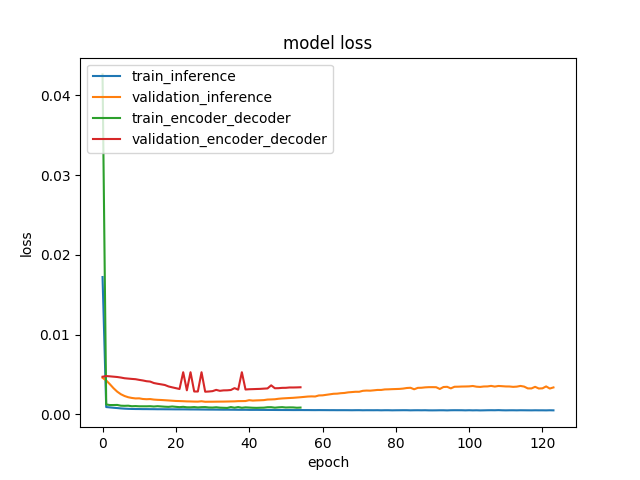 model loss
train_inference
validation_inference
train_encoder_decoder
validation_encoder_decoder
0.04
0.03
0.02
0.01
0.00
loss
0 20 40 60 80 100 120
epoch